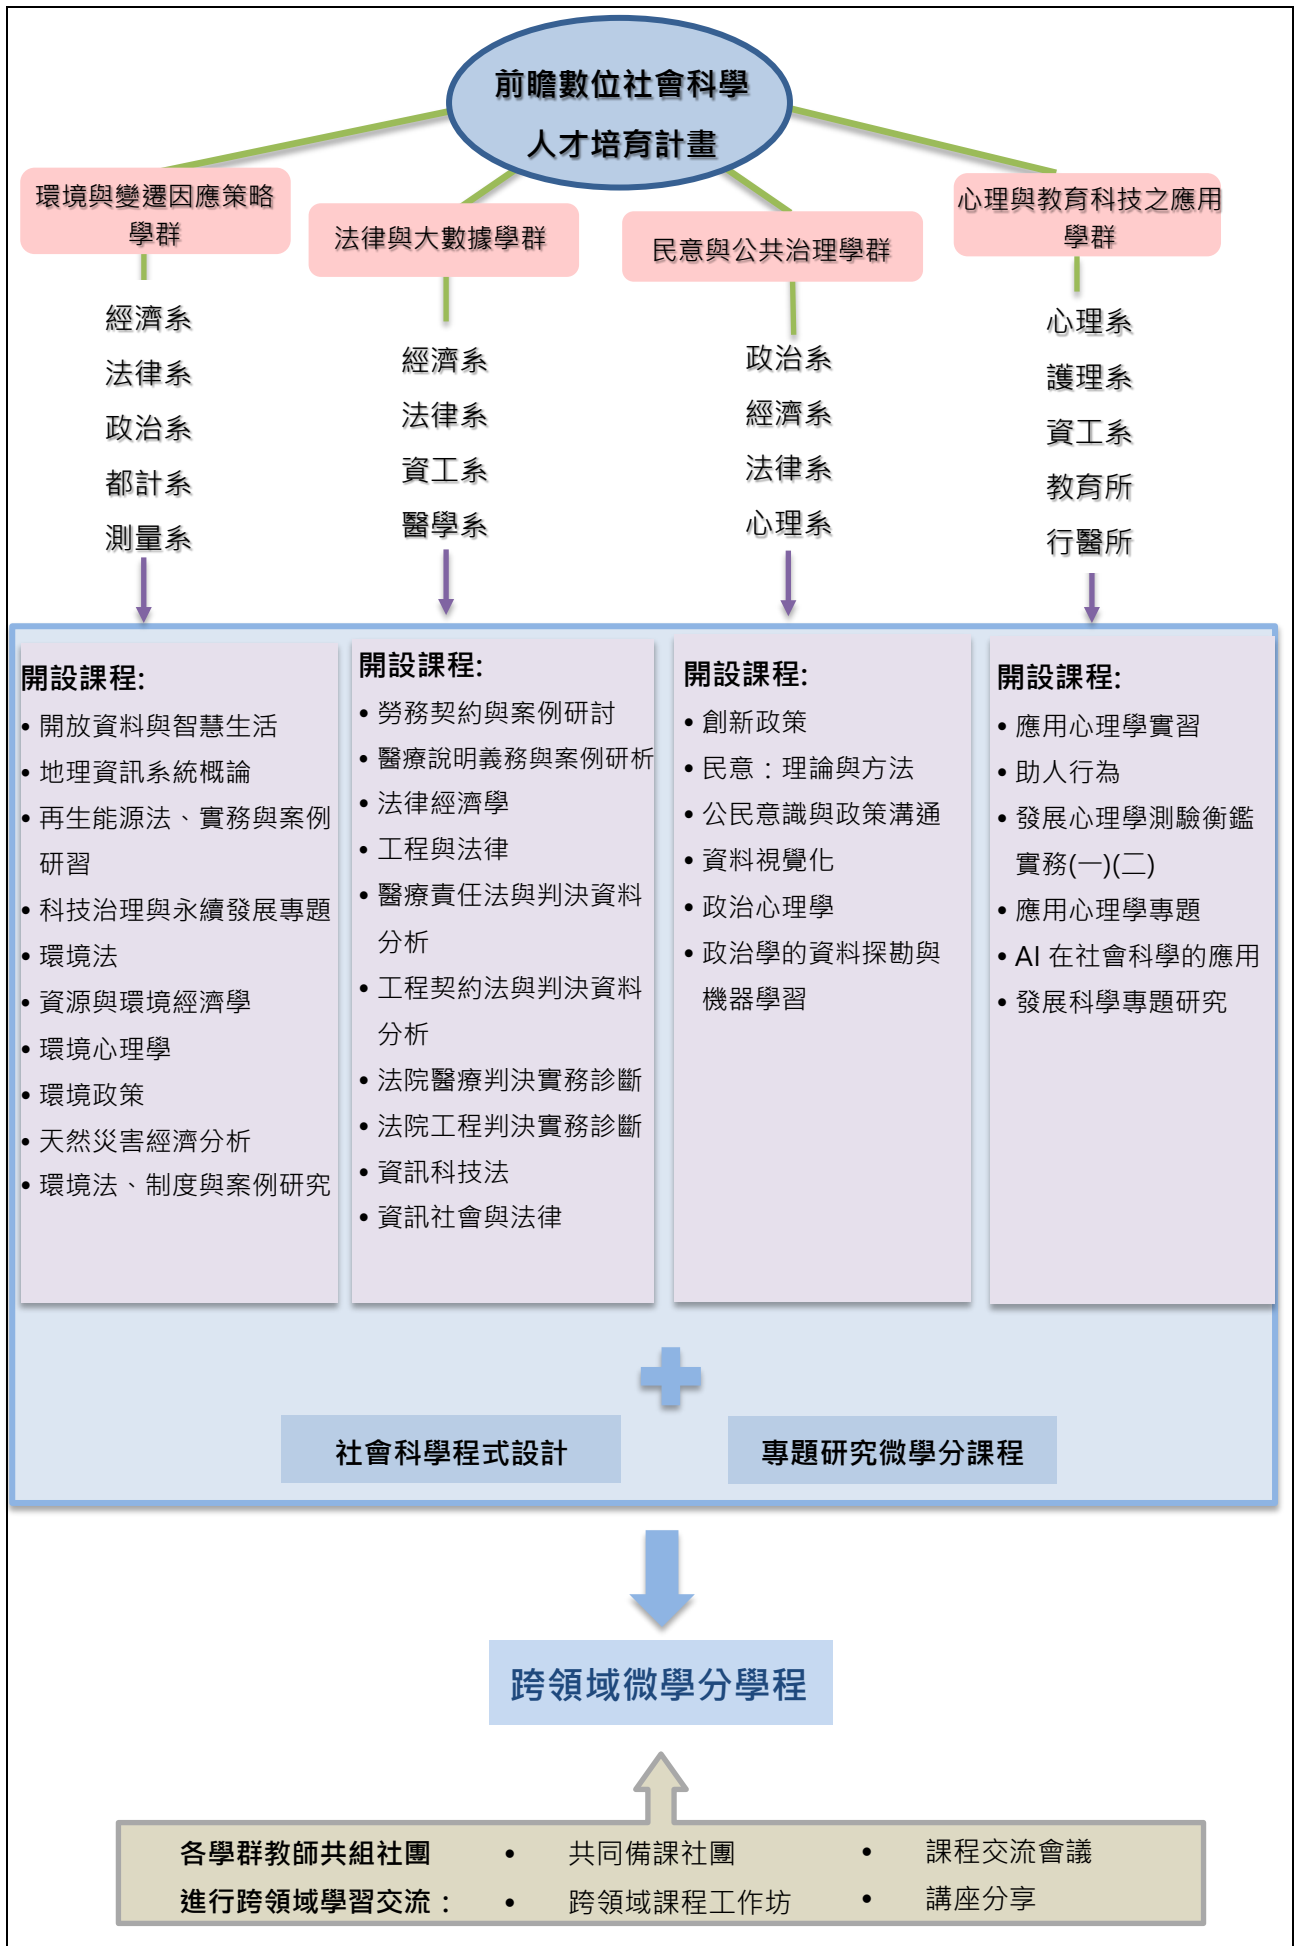 前瞻數位社會科學
人才培育計畫
環境與變遷因應策略
學群
法律與大數據學群
民意與公共治理學群
心理與教育科技之應用
學群
經濟系
法律系
政治系
都計系
測量系
經濟系
法律系
資工系
醫學系
政治系
經濟系
法律系
心理系
心理系
護理系
資工系
教育所
行醫所
開設課程:
• 開放資料與智慧生活
• 地理資訊系統概論
• 再生能源法、實務與案例
研習
• 科技治理與永續發展專題
• 環境法
• 資源與環境經濟學
• 環境心理學
• 環境政策
• 天然災害經濟分析
• 環境法、制度與案例研究
開設課程:
• 勞務契約與案例研討
• 醫療說明義務與案例研析
• 法律經濟學
• 工程與法律
• 醫療責任法與判決資料
分析
• 工程契約法與判決資料
分析
• 法院醫療判決實務診斷
• 法院工程判決實務診斷
• 資訊科技法
• 資訊社會與法律
開設課程:
• 創新政策
• 民意：理論與方法
• 公民意識與政策溝通
• 資料視覺化
• 政治心理學
• 政治學的資料探勘與
機器學習
開設課程:
• 應用心理學實習
• 助人行為
• 發展心理學測驗衡鑑
實務(一)(二)
• 應用心理學專題
• AI 在社會科學的應用
• 發展科學專題研究
社會科學程式設計
專題研究微學分課程
跨領域微學分學程
各學群教師共組社團
進行跨領域學習交流：
• 共同備課社團
• 跨領域課程工作坊
• 課程交流會議
• 講座分享